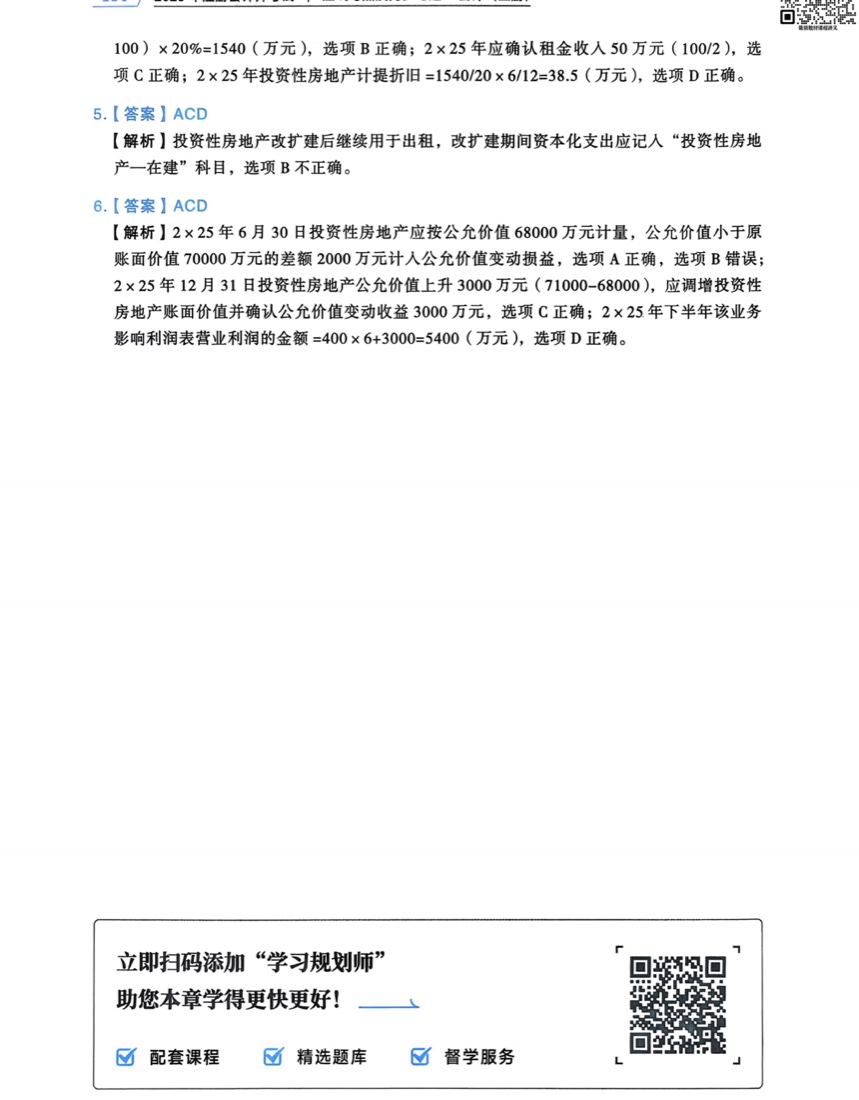 100）×20%=1540（万元），选项 B 正确；2×25 年应确认租金收入 50 万元（100/2），选
项 C 正确；2×25 年投资性房地产计提折旧 =1540/20×6/12=38.5（万元），选项 D 正确。
5.【答案】ACD
【解析】投资性房地产改扩建后继续用于出租，改扩建期间资本化支出应记入“投资性房地
产—在建”科目，选项 B 不正确。
6.【答案】ACD
【解析】2×25 年 6 月 30 日投资性房地产应按公允价值 68000 万元计量，公允价值小于原
账面价值 70000 万元的差额 2000 万元计入公允价值变动损益，选项 A 正确，选项 B 错误；
2×25 年 12 月 31 日投资性房地产公允价值上升 3000 万元（71000–68000），应调增投资性
房地产账面价值并确认公允价值变动收益 3000 万元，选项 C 正确；2×25 年下半年该业务
影响利润表营业利润的金额 =400×6+3000=5400（万元），选项 D 正确。
立即扫码添加“学习规划师”
助您本章学得更快更好！
配套课程 精选题库 督学服务